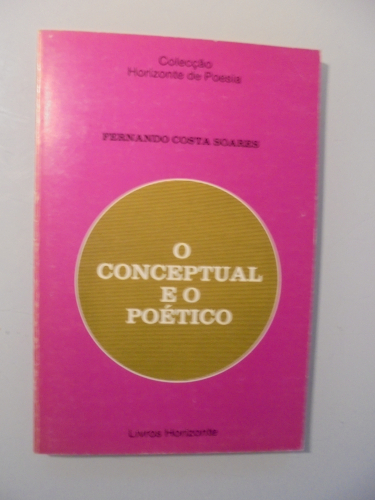 Colecção
Horizonte de Poesia
FERNANDO COSTA SOARES
O
CONCEPTUAL
E O
POÉTICO
Livros Horizonte